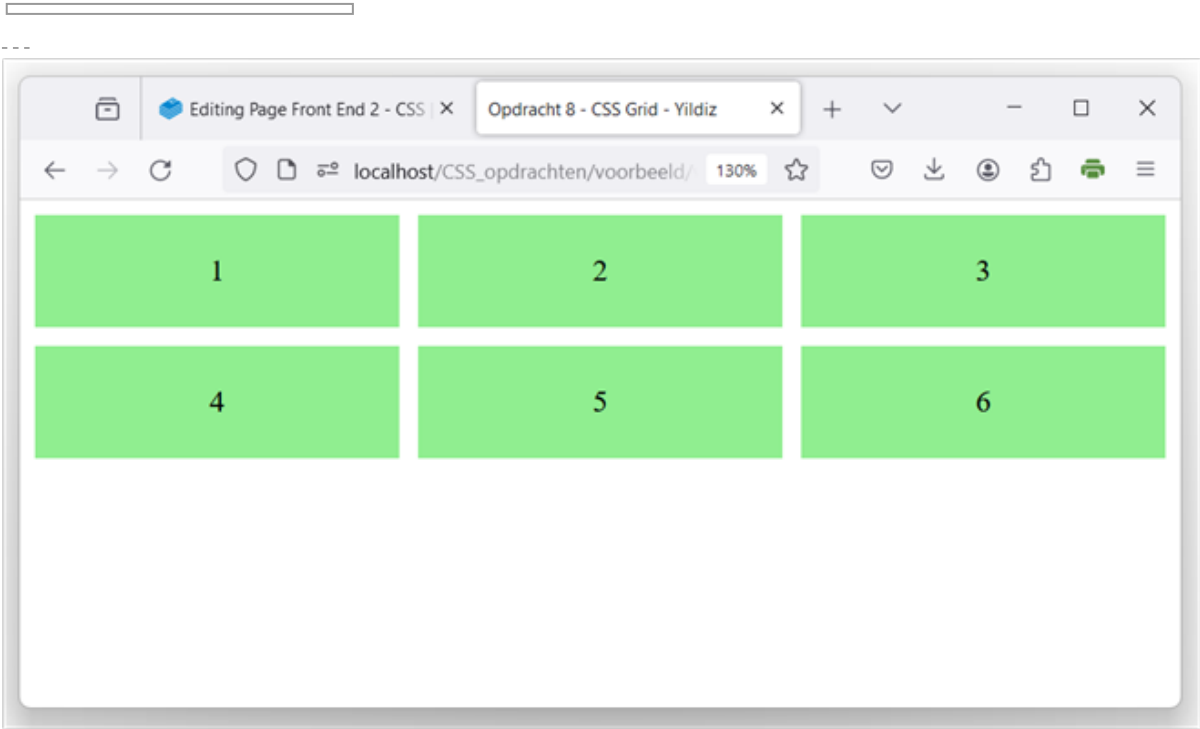 Editing Page Front End 2 - CSS
Opdracht 8 - CSS Grid - Yildiz
localhost/CSS_opdrachten/voorbeeld/
130%
1 2 3
4 5 6